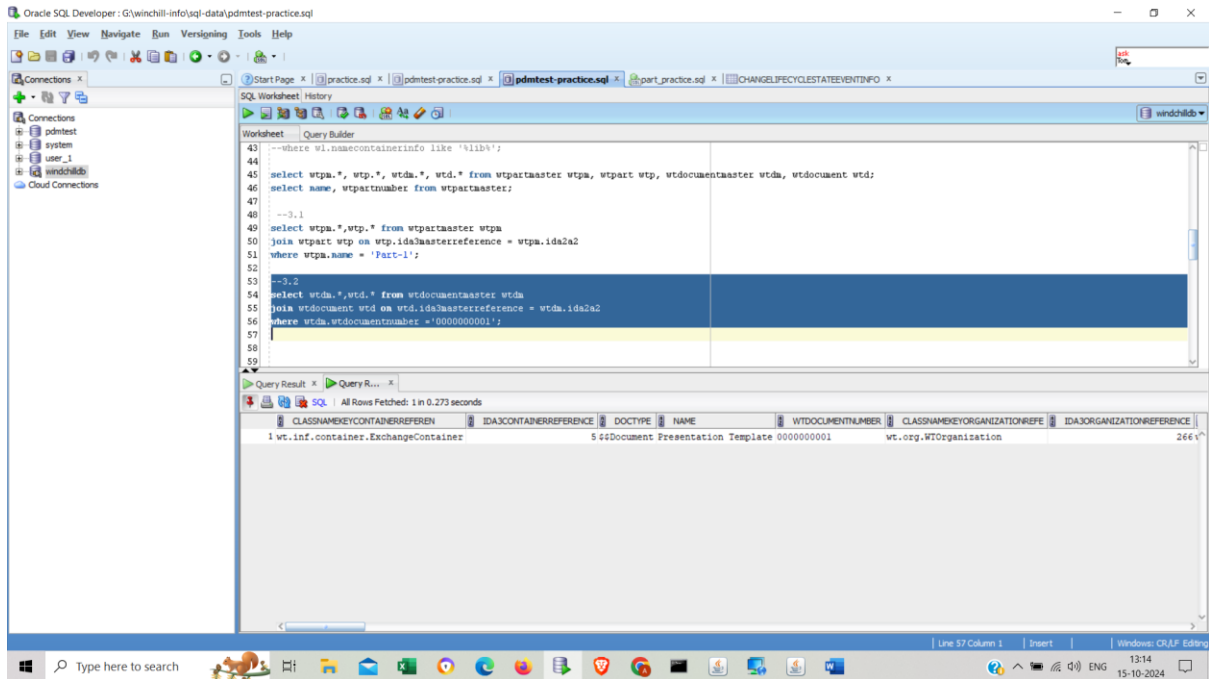 Oracle SQL Developer : G:\winchill-info\sql-data\pdmtest-practice.sql
File Edit View Navigate Run Versioning Tools Help
ask
Connections
Start Page practice.sql pdmtest-practice.sql pdmtest-practice.sql part_practice.sql CHANGELIFECYCLESTATEEVENTINFO
SQL Worksheet History
windchilldb
Connections
pdmtest
system
user_1
windchilldb
Cloud Connections
Worksheet Query Builder
43 --where wl.namecontainerinfo like '%lib%';
44
45 select wtpm.*, wtp.*, wtdm.*, wtd.* from wtpartmaster wtpm, wtpart wtp, wtdocumentmaster wtdm, wtdocument wtd;
46 select name, wtpartnumber from wtpartmaster;
47
48 --3.1
49 select wtpm.*,wtp.* from wtpartmaster wtpm
50 join wtpart wtp on wtp.ida3masterreference = wtpm.ida2a2
51 where wtpm.name = 'Part-1';
52
53 --3.2
54 select wtdm.*,wtd.* from wtdocumentmaster wtdm
55 join wtdocument wtd on wtd.ida3masterreference = wtdm.ida2a2
56 where wtdm.wtdocumentnumber ='0000000001';
57
58
59
Query Result Query R...
SQL | All Rows Fetched: 1 in 0.273 seconds
CLASSNAMEKEYCONTAINERREFEREN IDA3CONTAINERREFERENCE DOCTYPE NAME WTDOCUMENTNUMBER CLASSNAMEKEYORGANIZATIONREFE IDA3ORGANIZATIONREFERENCE
1 wt.inf.container.ExchangeContainer 5 $$Document Presentation Template 0000000001 wt.org.WTOrganization 266
Line 57 Column 1 Insert Windows: CR/LF Editing
Type here to search
ENG
13:14
15-10-2024